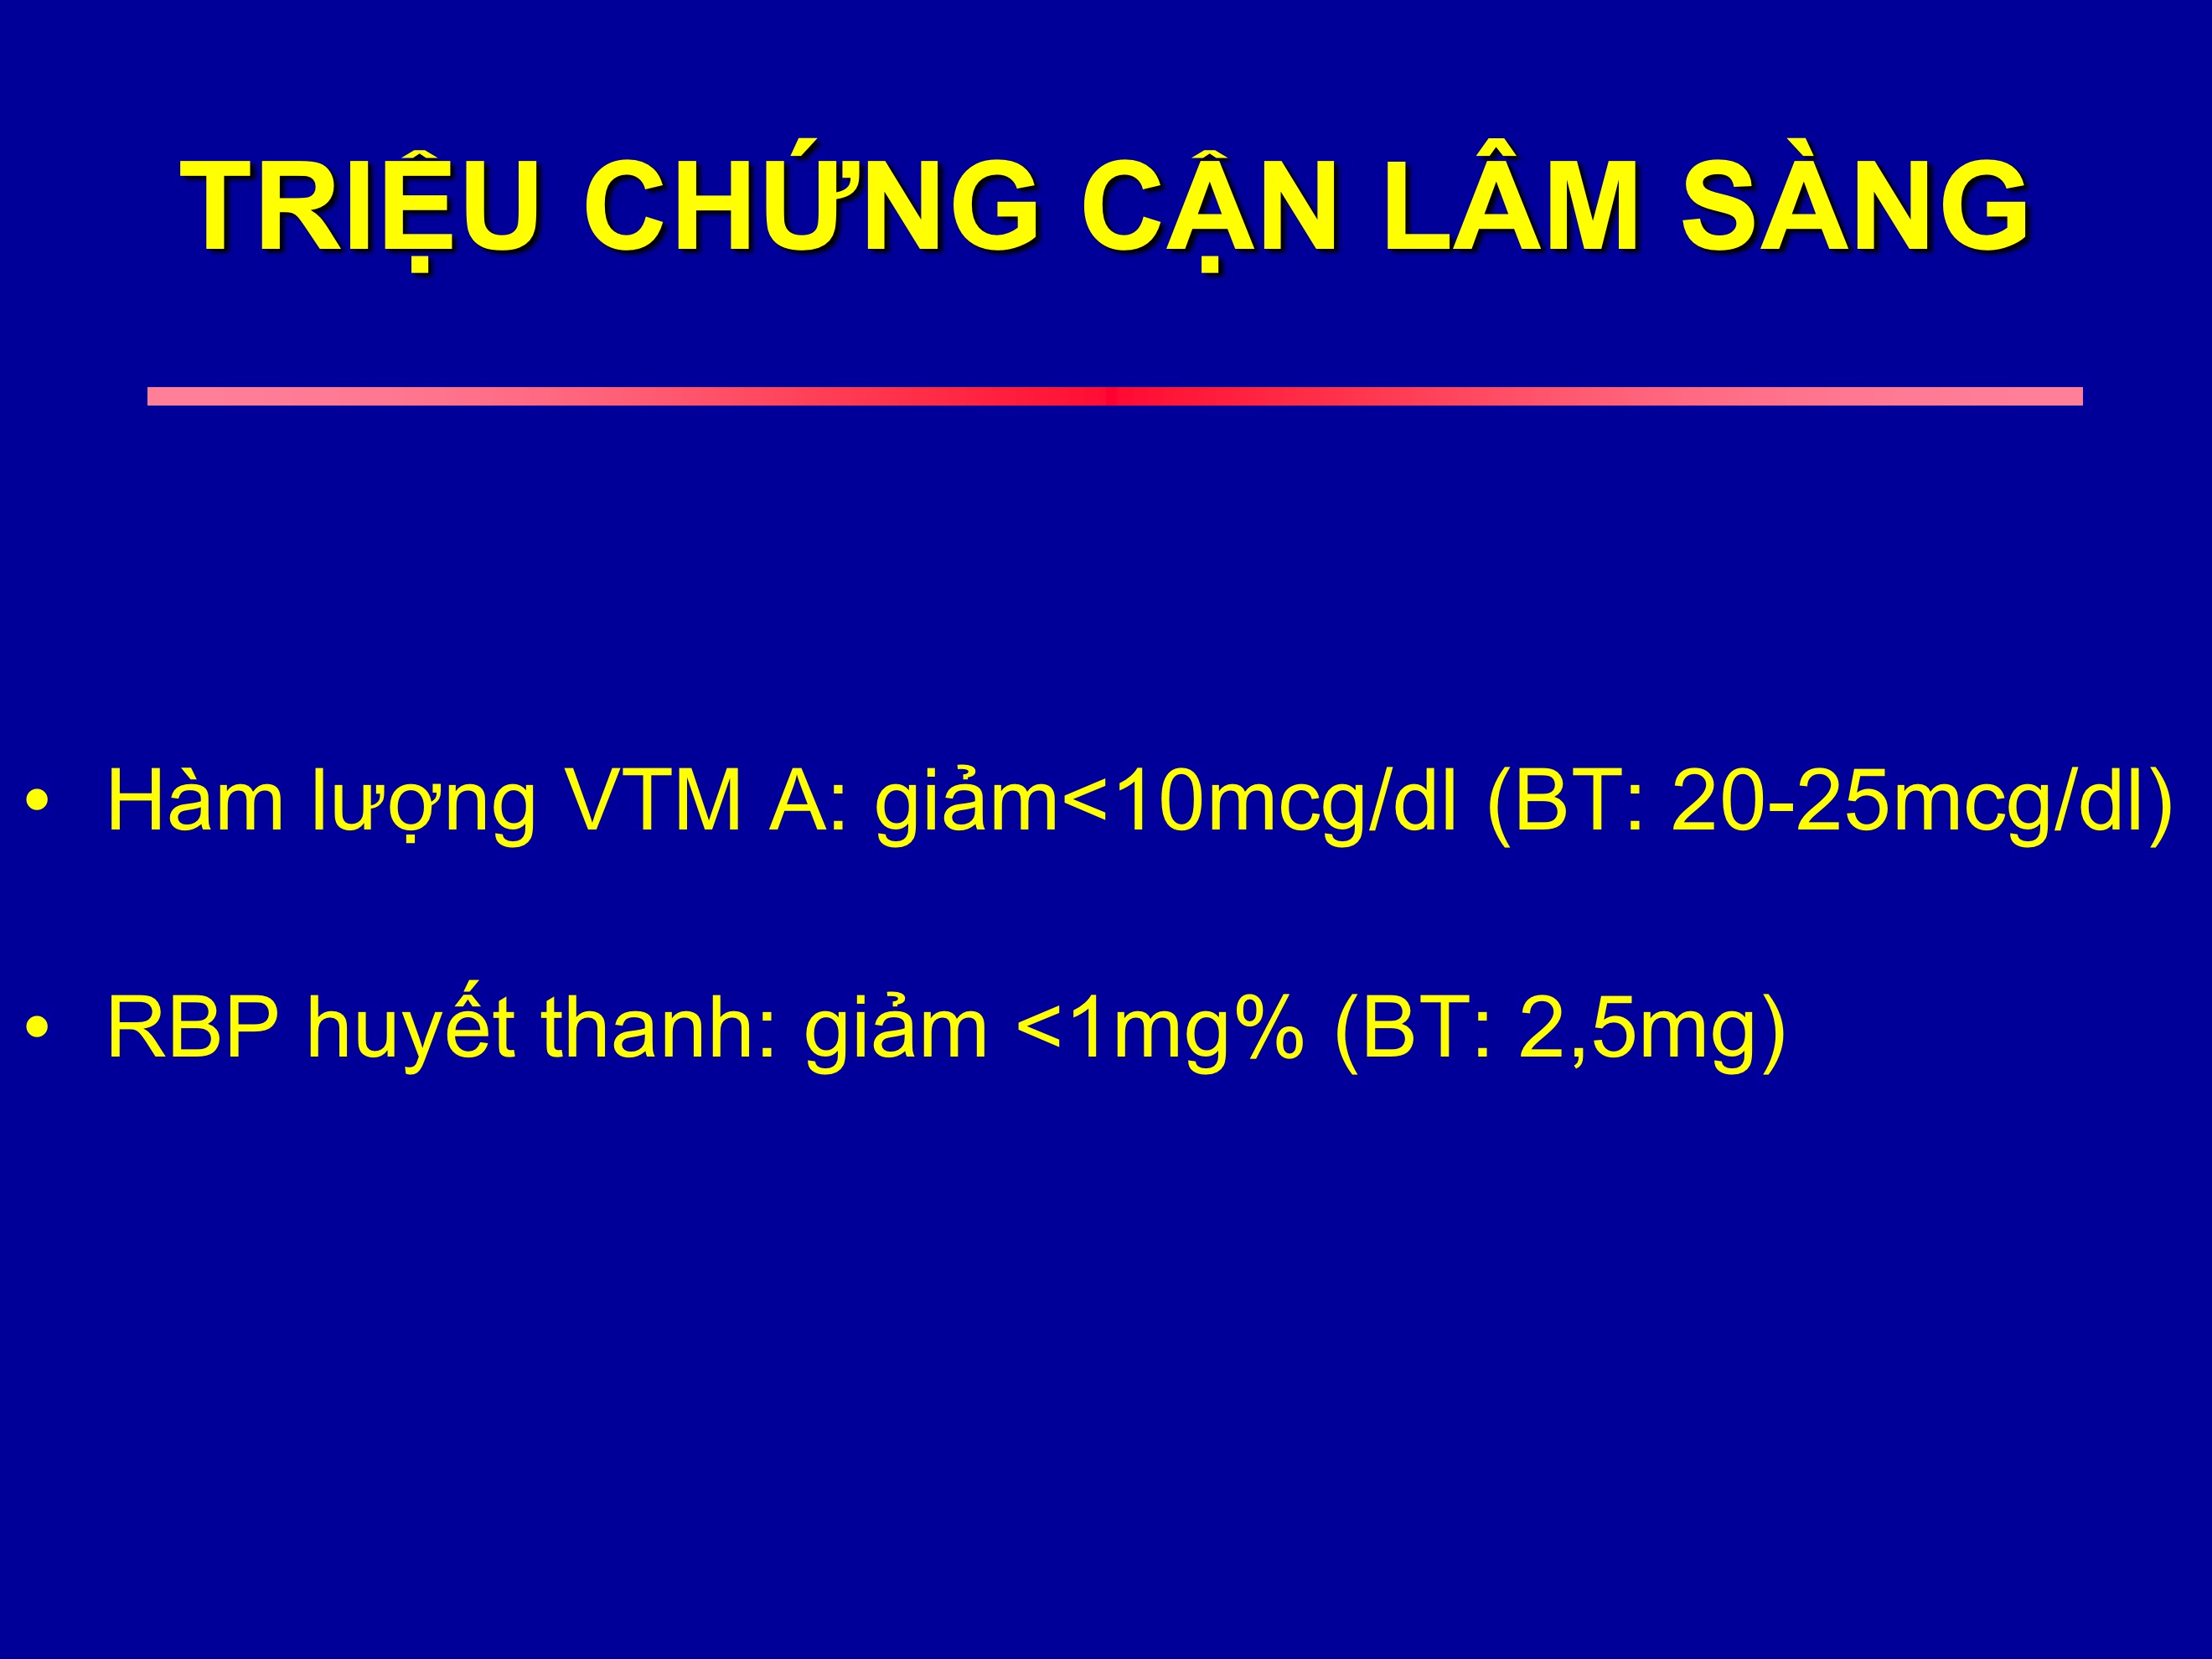 TRIỆU CHỨNG CẬN LÂM SÀNG
• Hàm lượng VTM A: giảm<10mcg/dl (BT: 20-25mcg/dl)
• RBP huyết thanh: giảm <1mg% (BT: 2,5mg)